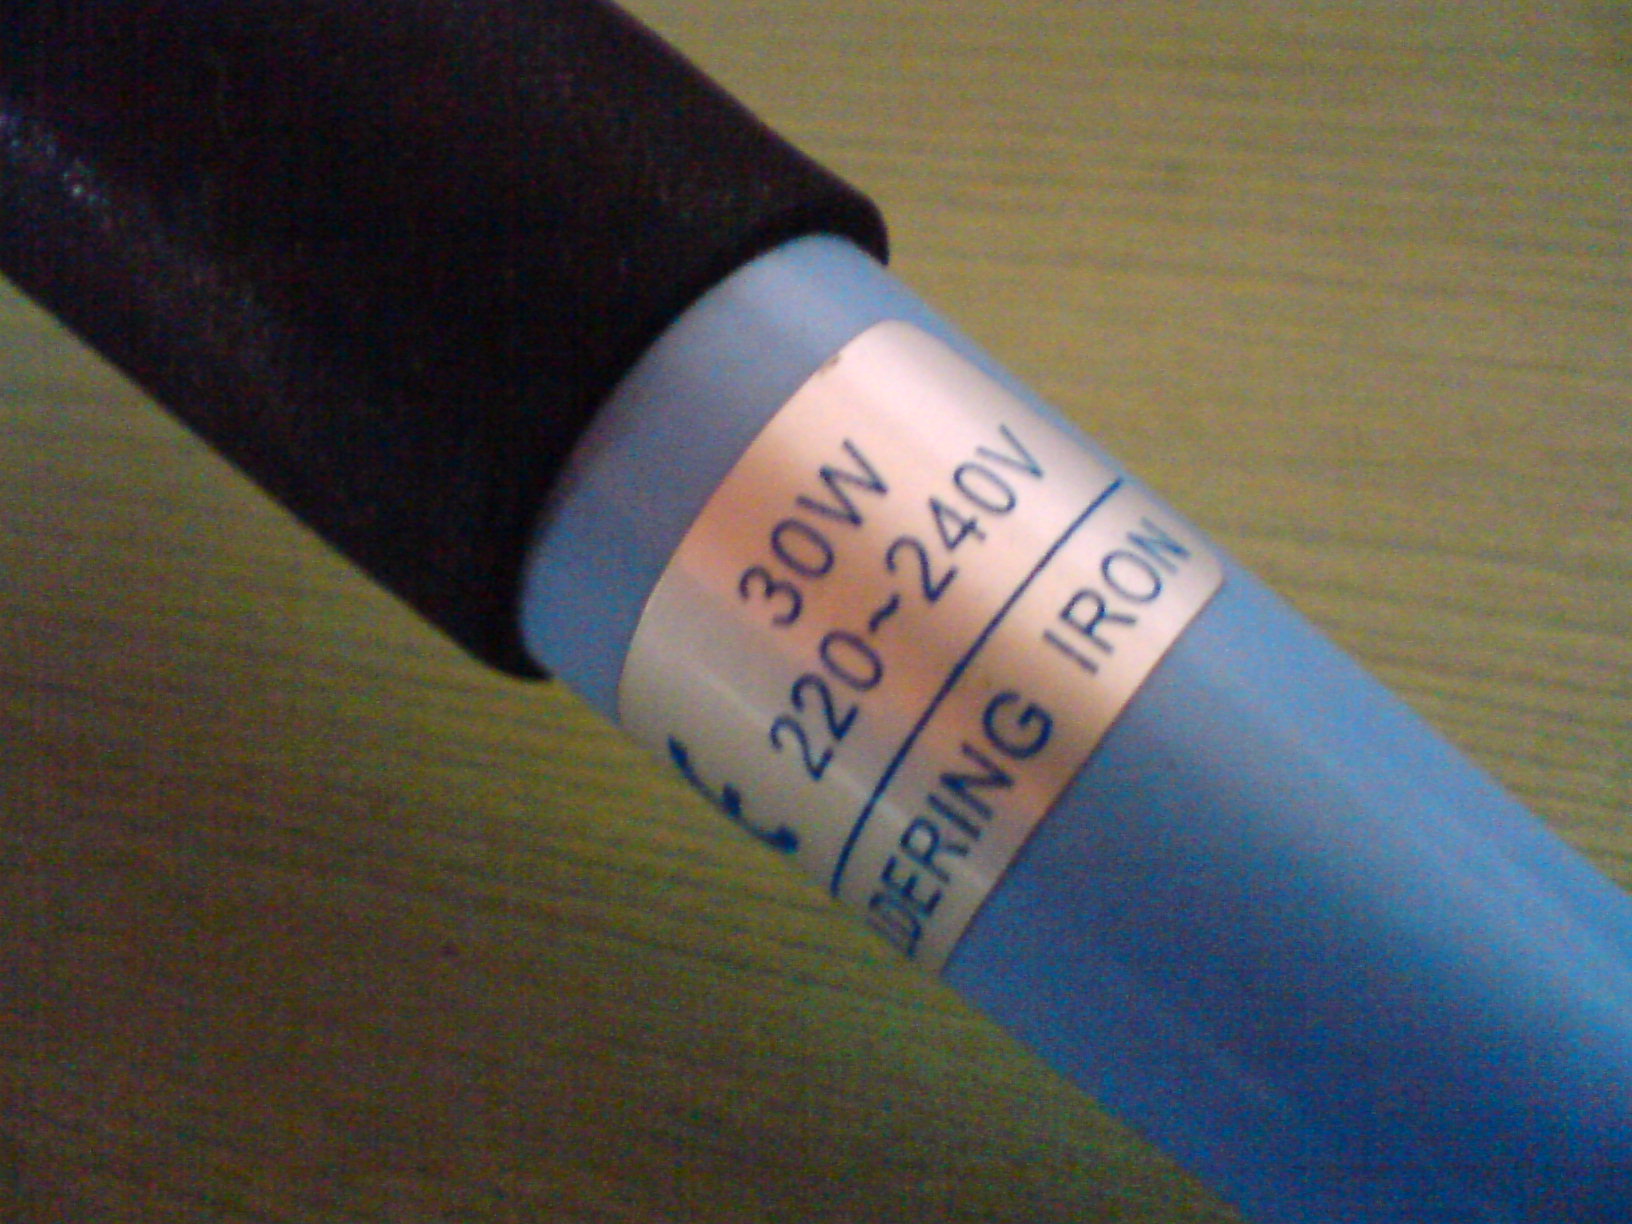 30W
220~240V
DERING IRON